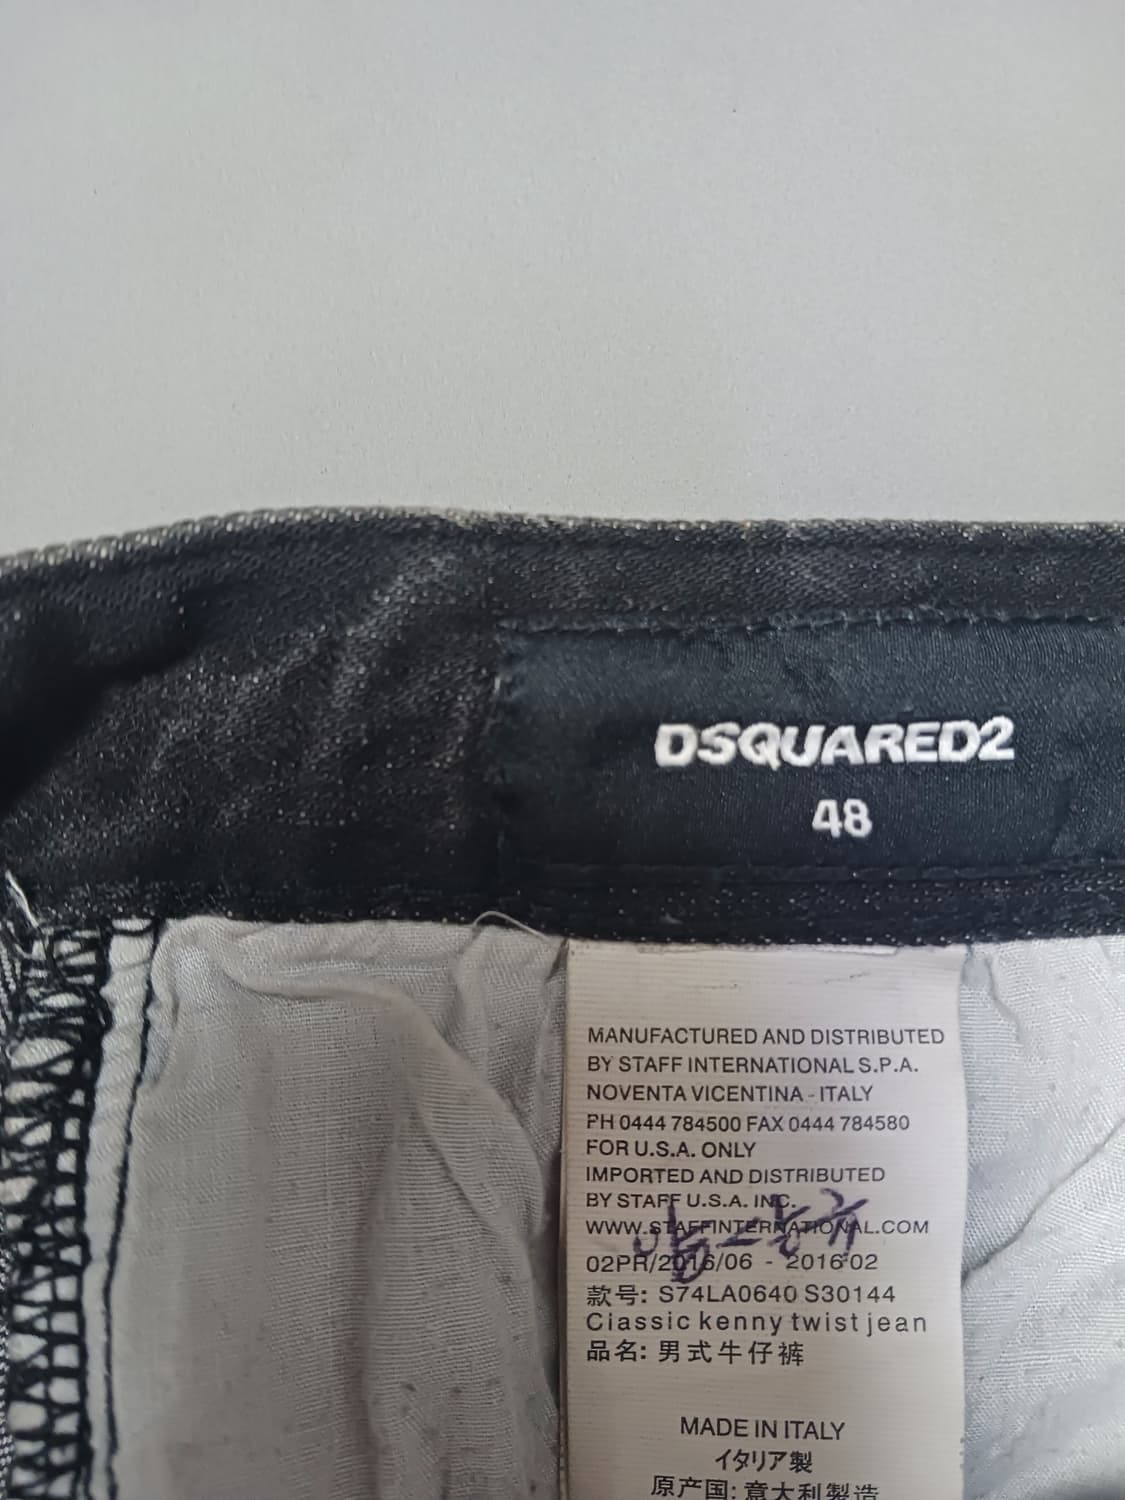 DSQUARED2
48
MANUFACTURED AND DISTRIBUTED
BY STAFF INTERNATIONAL S.P.A.
NOVENTA VICENTINA - ITALY
PH 0444 784500 FAX 0444 784580
FOR U.S.A. ONLY
IMPORTED AND DISTRIBUTED
BY STAFF U.S.A. INC.
WWW.STAFFINTERNATIONAL.COM
02PR/2016/06 - 2016-02
款号: S74LA0640 S30144
Classic kenny twist jean
品名: 男式牛仔裤
MADE IN ITALY
イタリア製
原产国: 意大利製造